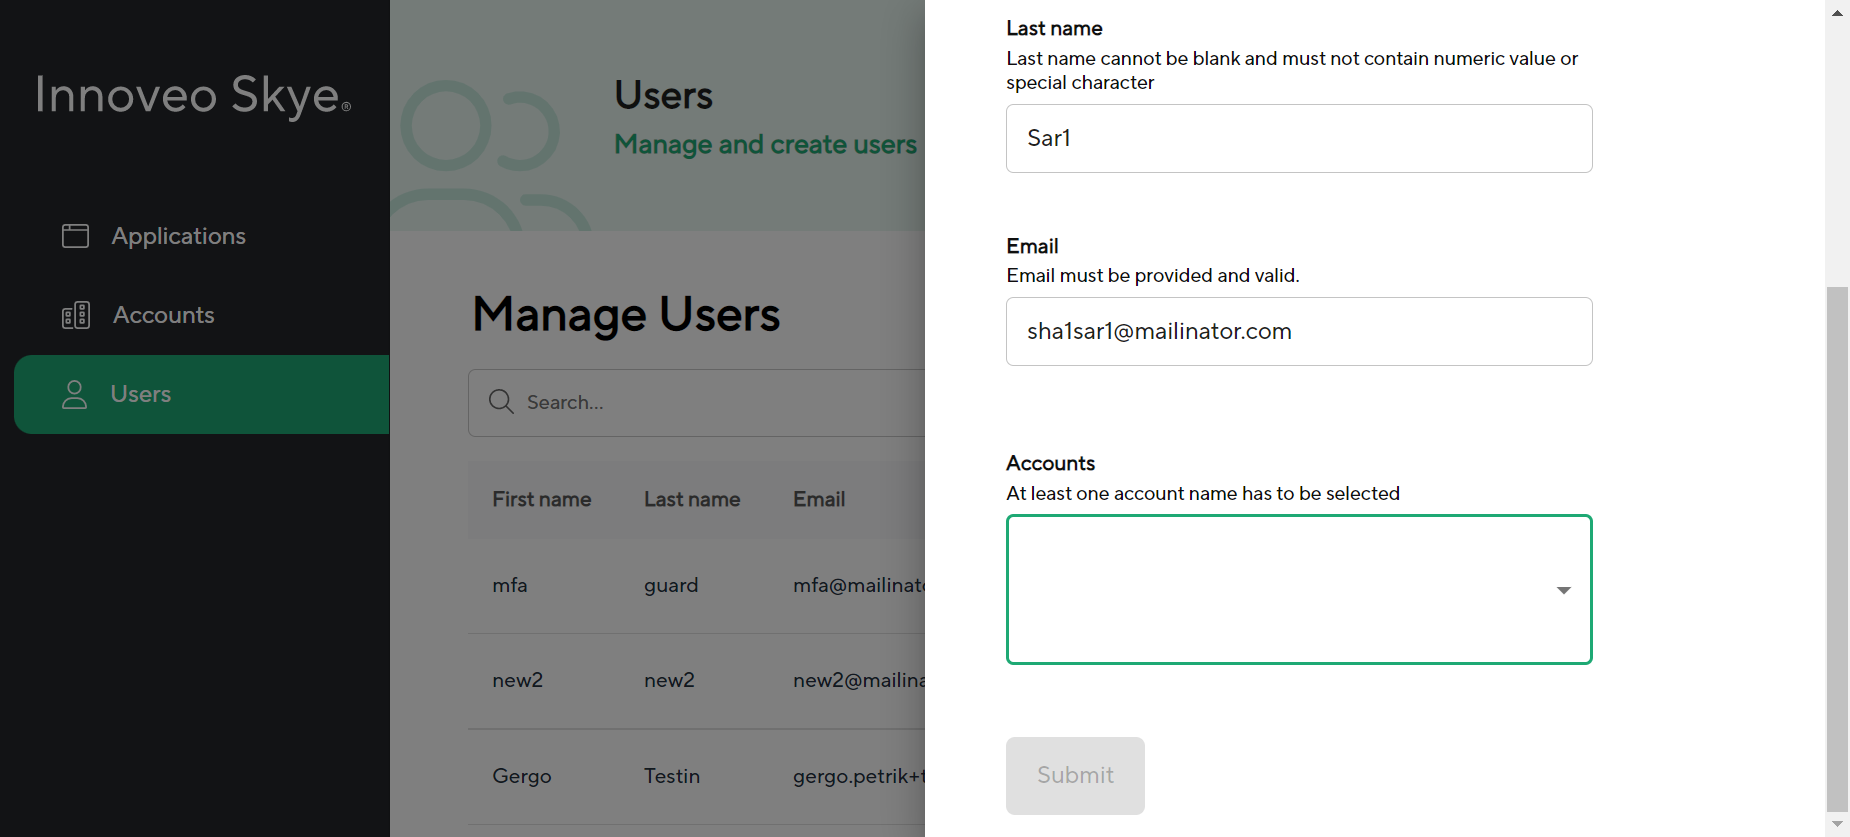 Innoveo Skye®
Applications
Accounts
Users
Users
Manage and create users
Manage Users
Search...
First name Last name Email
mfa guard mfa@mailinat
new2 new2 new2@mailina
Gergo Testin gergo.petrik+t
Last name
Last name cannot be blank and must not contain numeric value or
special character
Sar1
Email
Email must be provided and valid.
sha1sar1@mailinator.com
Accounts
At least one account name has to be selected
Submit